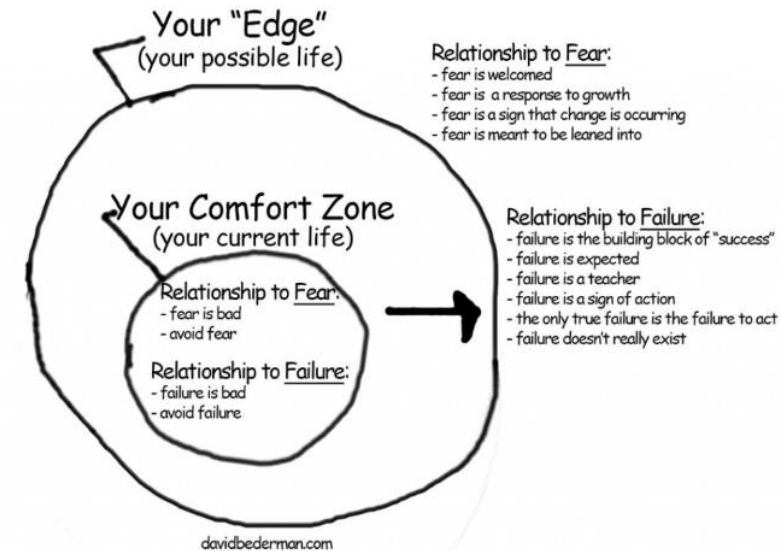 Your "Edge"
(your possible life)
Relationship to Fear:
- fear is welcomed
- fear is a response to growth
- fear is a sign that change is occurring
- fear is meant to be leaned into
Your Comfort Zone
(your current life)
Relationship to Fear:
- fear is bad
- avoid fear
Relationship to Failure:
- failure is bad
- avoid failure
Relationship to Failure:
- failure is the building block of "success"
- failure is expected
- failure is a teacher
- failure is a sign of action
- the only true failure is the failure to act
- failure doesn't really exist
davidbederman.com